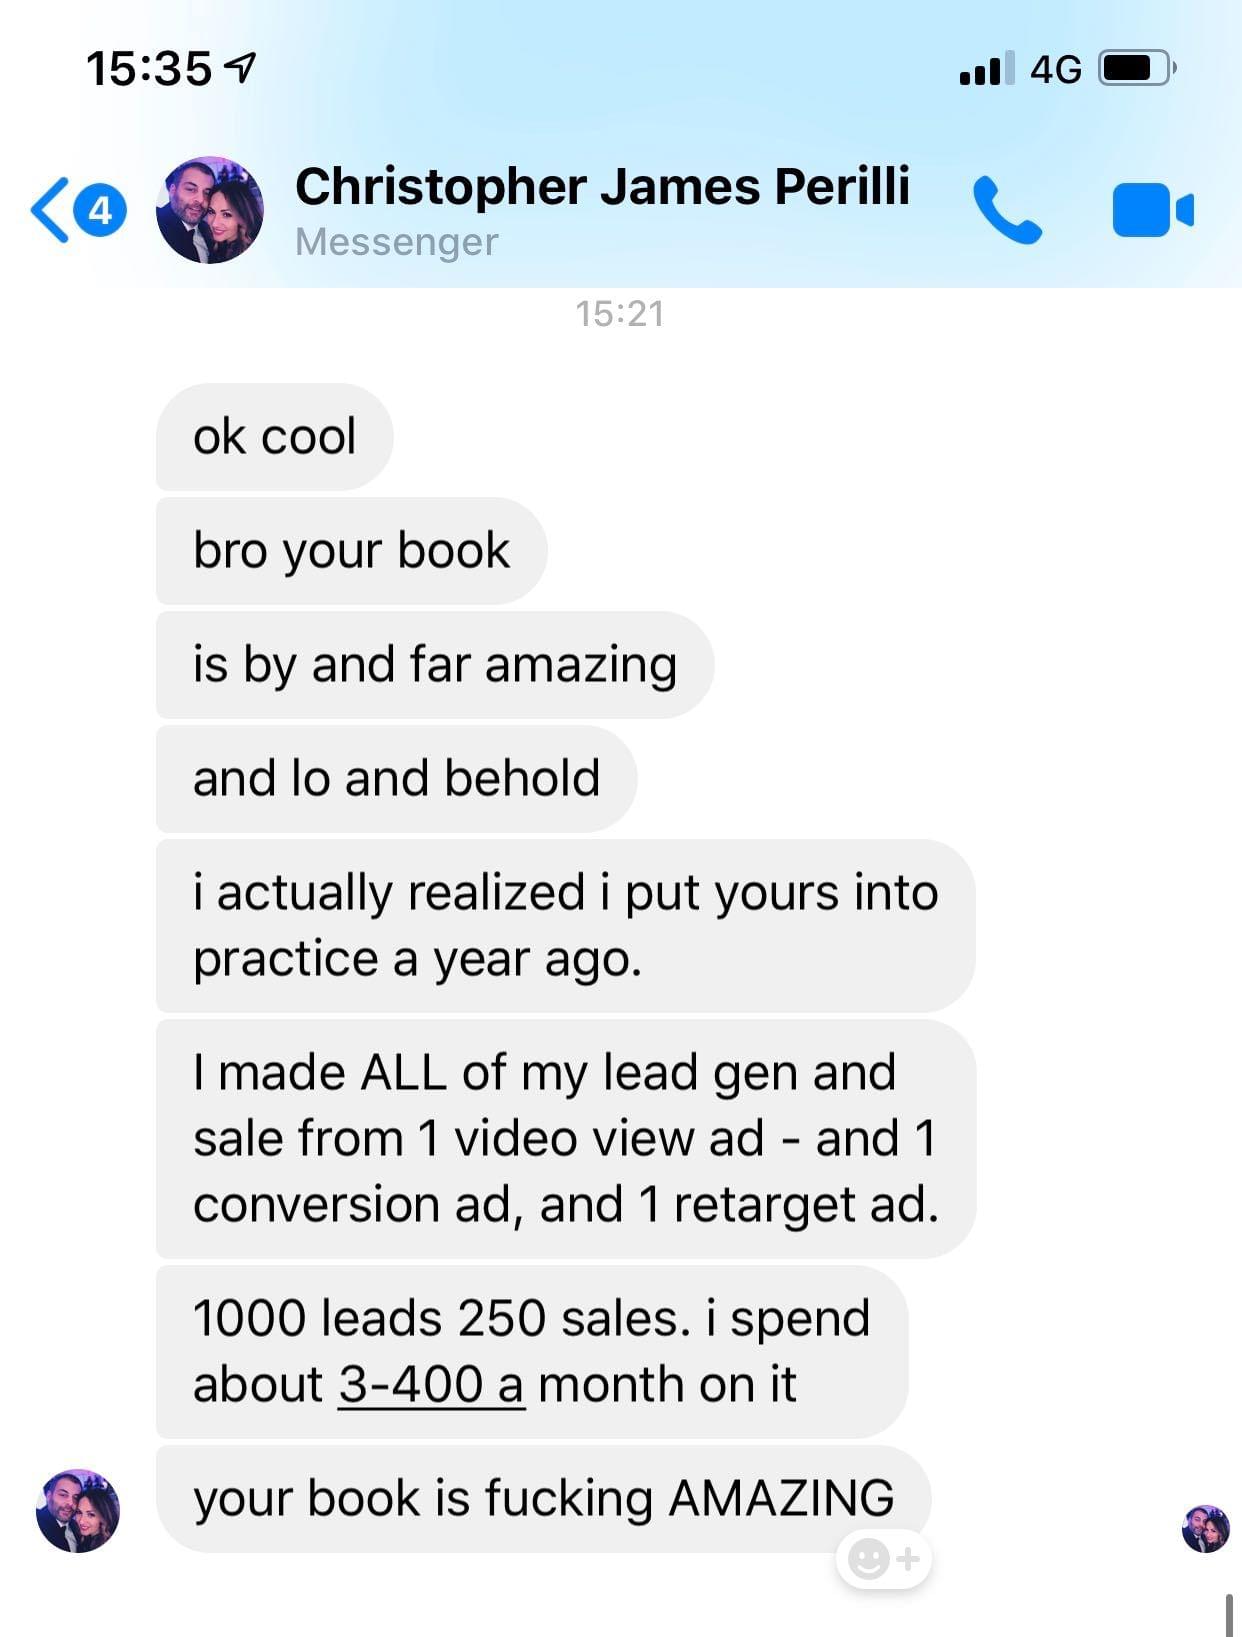 15:35
4G
4
Christopher James Perilli
Messenger
15:21
ok cool
bro your book
is by and far amazing
and lo and behold
i actually realized i put yours into
practice a year ago.
I made ALL of my lead gen and
sale from 1 video view ad - and 1
conversion ad, and 1 retarget ad.
1000 leads 250 sales. i spend
about 3-400 a month on it
your book is fucking AMAZING